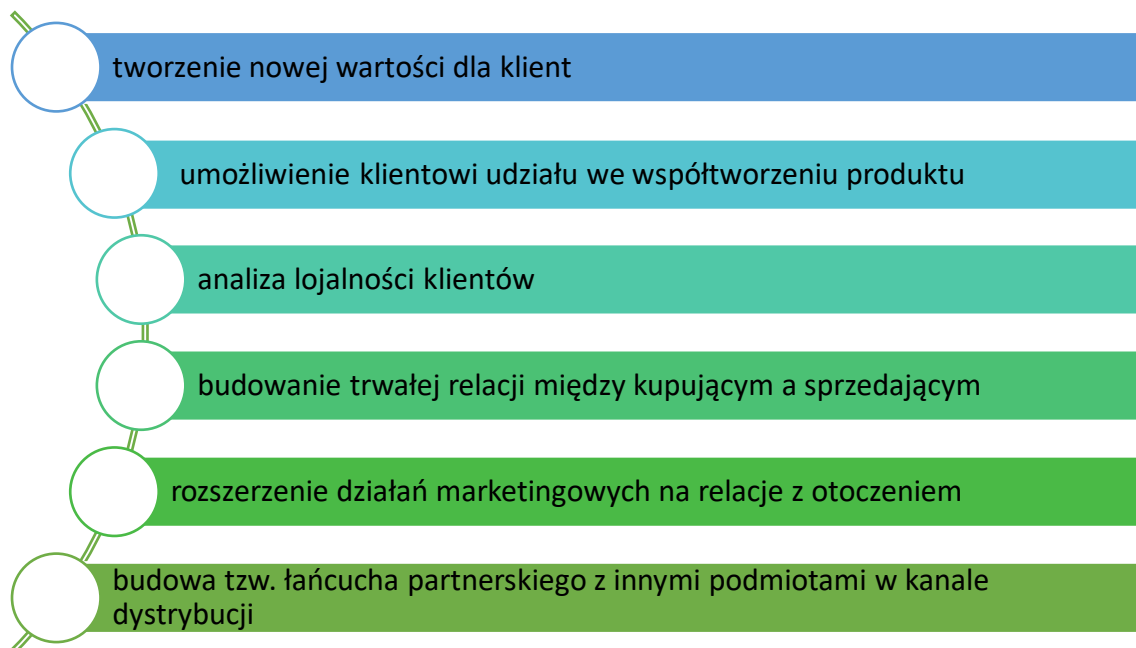 tworzenie nowej wartości dla klient
umożliwienie klientowi udziału we współtworzeniu produktu
analiza lojalności klientów
budowanie trwałej relacji między kupującym a sprzedającym
rozszerzenie działań marketingowych na relacje z otoczeniem
budowa tzw. łańcucha partnerskiego z innymi podmiotami w kanale
dystrybucji